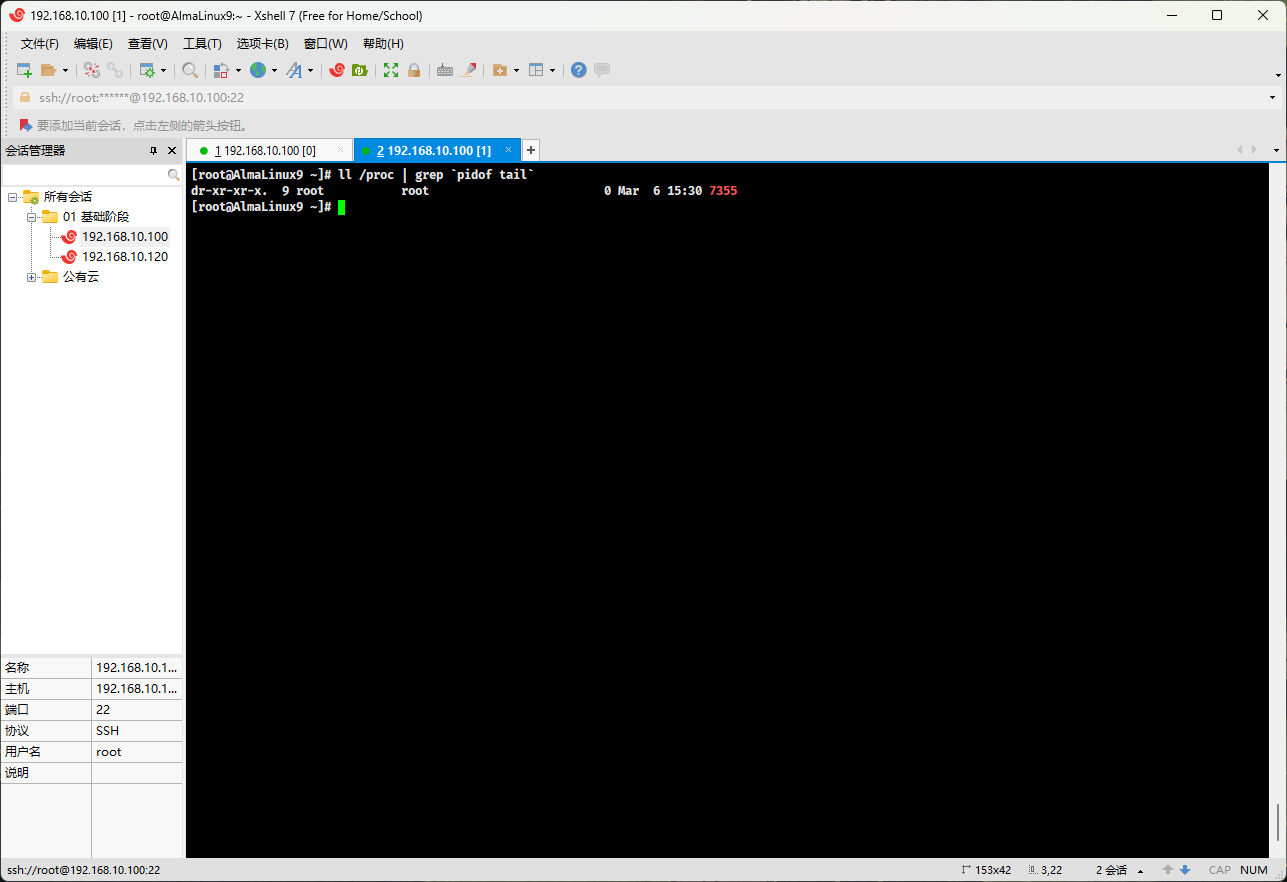 192.168.10.100 [1] - root@AlmaLinux9:~ - Xshell 7 (Free for Home/School)
文件(F) 编辑(E) 查看(V) 工具(T) 选项卡(B) 窗口(W) 帮助(H)
ssh://root:******@192.168.10.100:22
要添加当前会话，点击左侧的箭头按钮。
会话管理器
1 192.168.10.100 [0]
2 192.168.10.100 [1]
所有会话
01 基础阶段
192.168.10.100
192.168.10.120
公有云
[root@AlmaLinux9 ~]# ll /proc | grep `pidof tail`
dr-xr-xr-x.  9 root           root                         0 Mar  6 15:30 7355
[root@AlmaLinux9 ~]#
名称 192.168.10.1...
主机 192.168.10.1...
端口 22
协议 SSH
用户名 root
说明
ssh://root@192.168.10.100:22 153x42 3,22 2 会话 CAP NUM